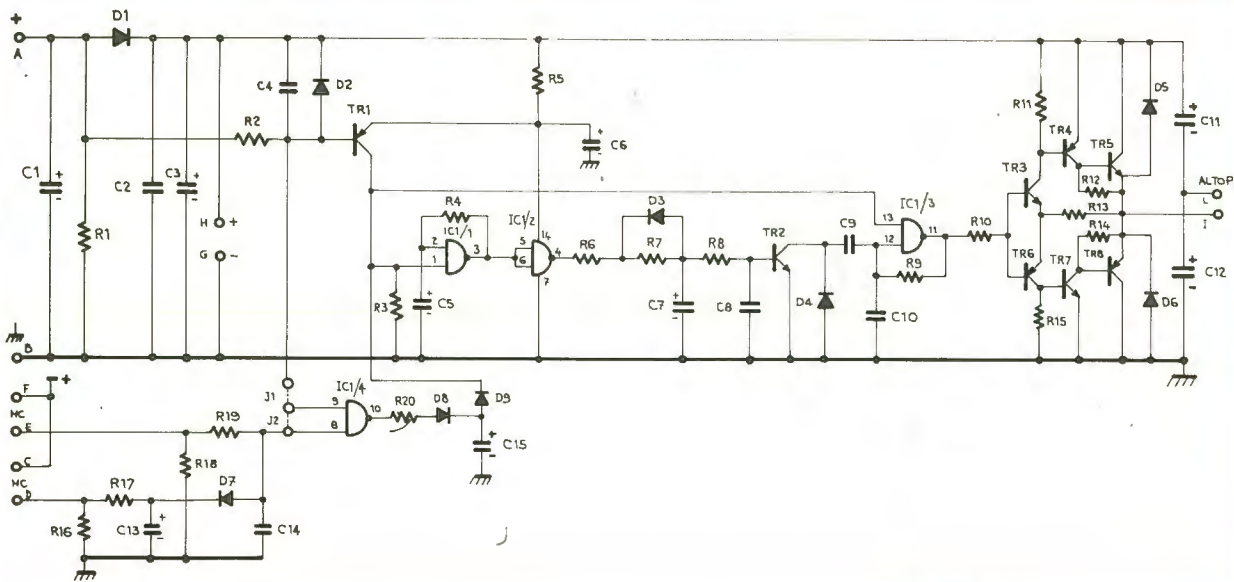 +
A
D1
C1
R1
C2
C3
+
-
H +
G -
R2
C4
D2
TR1
R5
C6
+
-
R4
IC1/1
2
1
3
R3
C5
+
-
IC1/2
14
5
6
4
7
R6
D3
R7
R8
C7
+
-
C8
TR2
D4
C9
C10
IC1/3
13
12
11
R9
R10
R11
TR3
TR4
TR5
R12
R13
R14
TR6
TR7
TR8
R15
D5
D6
C11
+
-
C12
+
-
ALTOP
L
I
B
F
+
NC
E
C
NC
D
R16
R17
C13
+
-
R18
R19
D7
C14
J1
J2
IC1/4
9
8
10
R20
D8
D9
C15
+
-